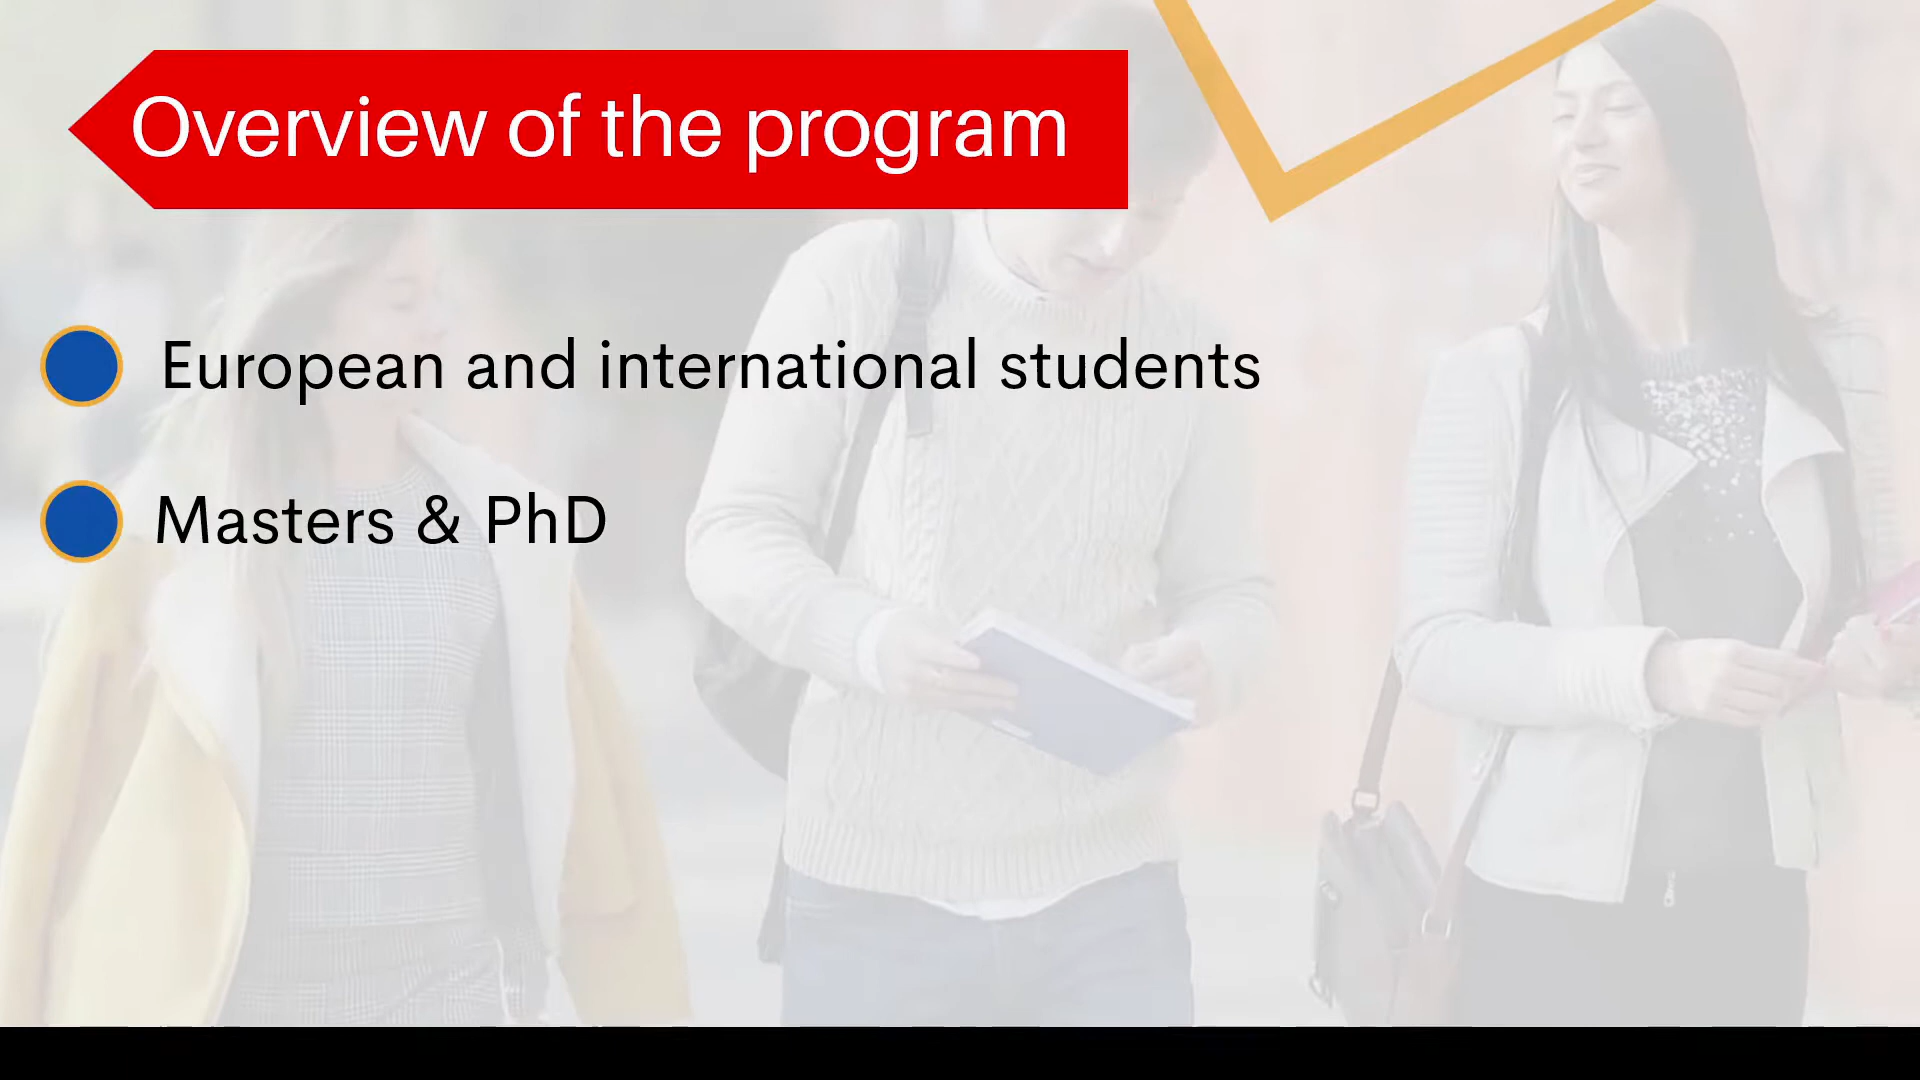 Overview of the program
European and international students
Masters & PhD